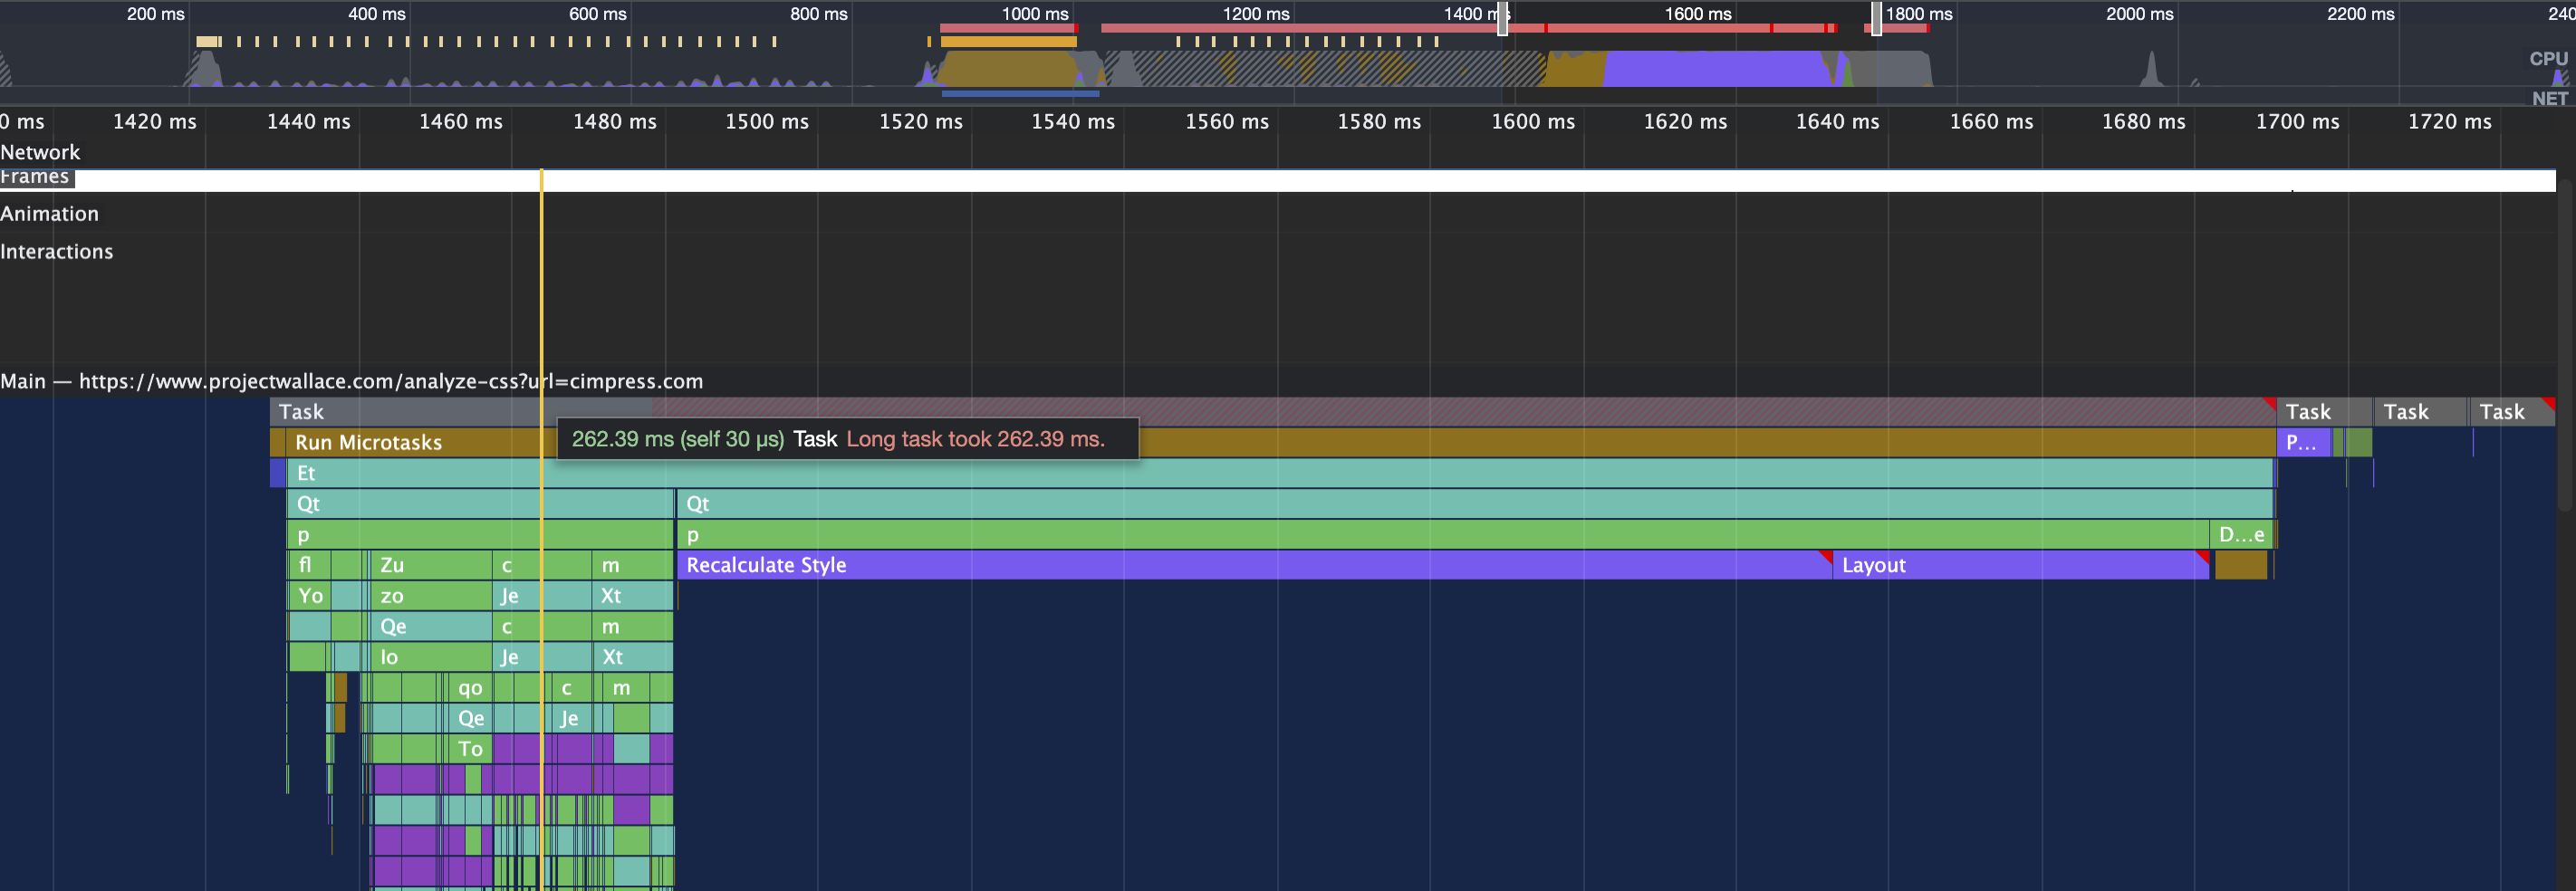 200 ms 400 ms 600 ms 800 ms 1000 ms 1200 ms 1400 ms 1600 ms 1800 ms 2000 ms 2200 ms 240
CPU
NET
0 ms 1420 ms 1440 ms 1460 ms 1480 ms 1500 ms 1520 ms 1540 ms 1560 ms 1580 ms 1600 ms 1620 ms 1640 ms 1660 ms 1680 ms 1700 ms 1720 ms
Network
Frames
Animation
Interactions
Main — https://www.projectwallace.com/analyze-css?url=cimpress.com
Task Task Task Task
Run Microtasks P...
262.39 ms (self 30 µs) Task Long task took 262.39 ms.
Et
Qt Qt
p p D...e
fl Zu c m Recalculate Style Layout
Yo zo Je Xt
Qe c m
lo Je Xt
qo c m
Qe Je
To